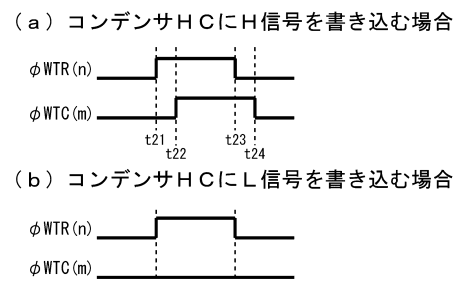 （ａ）コンデンサＨＣにＨ信号を書き込む場合
φWTR(n)
φWTC(m)
t21
t22
t23
t24
（ｂ）コンデンサＨＣにＬ信号を書き込む場合
φWTR(n)
φWTC(m)